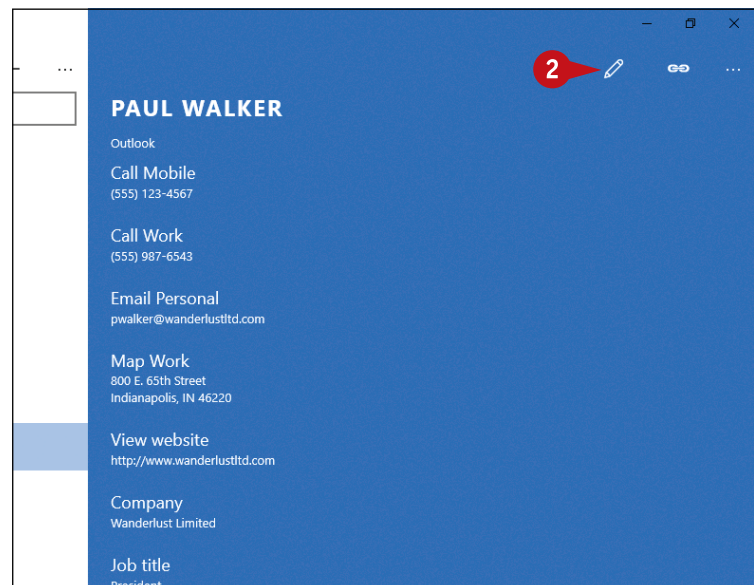 2
PAUL WALKER
Outlook
Call Mobile
(555) 123-4567
Call Work
(555) 987-6543
Email Personal
pwalker@wanderlustltd.com
Map Work
800 E. 65th Street
Indianapolis, IN 46220
View website
http://www.wanderlustltd.com
Company
Wanderlust Limited
Job title
President